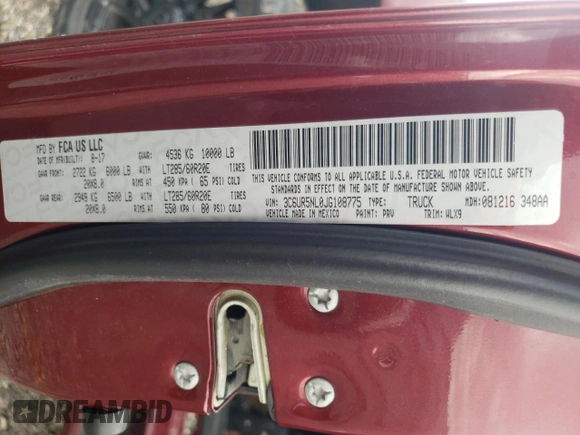 MFD BY FCA US LLC
DATE OF MFR(BUILT): 8-17 GVWR: 4536 KG 10000 LB
GAWR FRONT: 2722 KG 6000 LB WITH LT285/60R20E TIRES
20X8.0 RIMS AT 450 KPA ( 65 PSI) COLD
GAWR REAR: 2949 KG 6500 LB WITH LT285/60R20E TIRES
20X8.0 RIMS AT 550 KPA ( 80 PSI) COLD
THIS VEHICLE CONFORMS TO ALL APPLICABLE U.S.A. FEDERAL MOTOR VEHICLE SAFETY
STANDARDS IN EFFECT ON THE DATE OF MANUFACTURE SHOWN ABOVE.
VIN: 3C6UR5NL0JG108775 TYPE: TRUCK MDH: 081216 348AA
VEHICLE MADE IN MEXICO PAINT: PRV TRIM: WLX9
DREAMBID